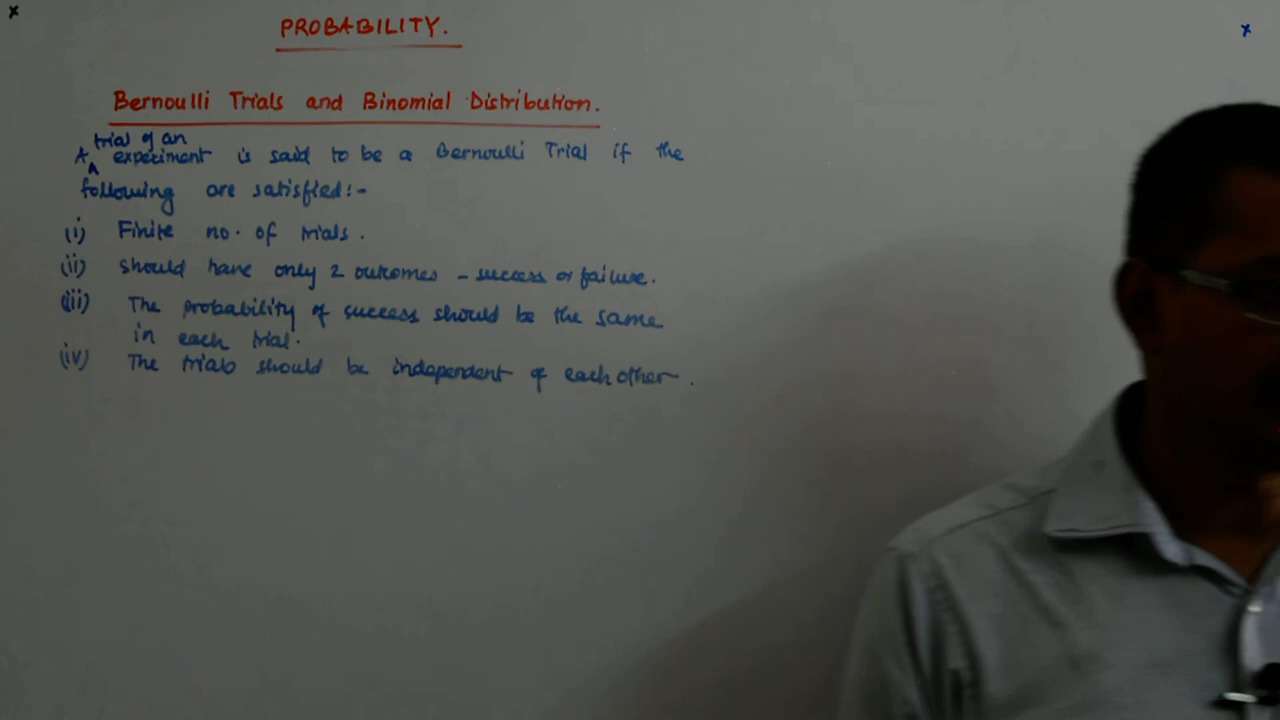 PROBABILITY.
Bernoulli Trials and Binomial Distribution.
A trial of an experiment is said to be a Bernoulli Trial if the
following are satisfied:-
(i) Finite no. of trials.
(ii) should have only 2 outcomes - success or failure.
(iii) The probability of success should be the same
in each trial.
(iv) The trials should be independent of each other.